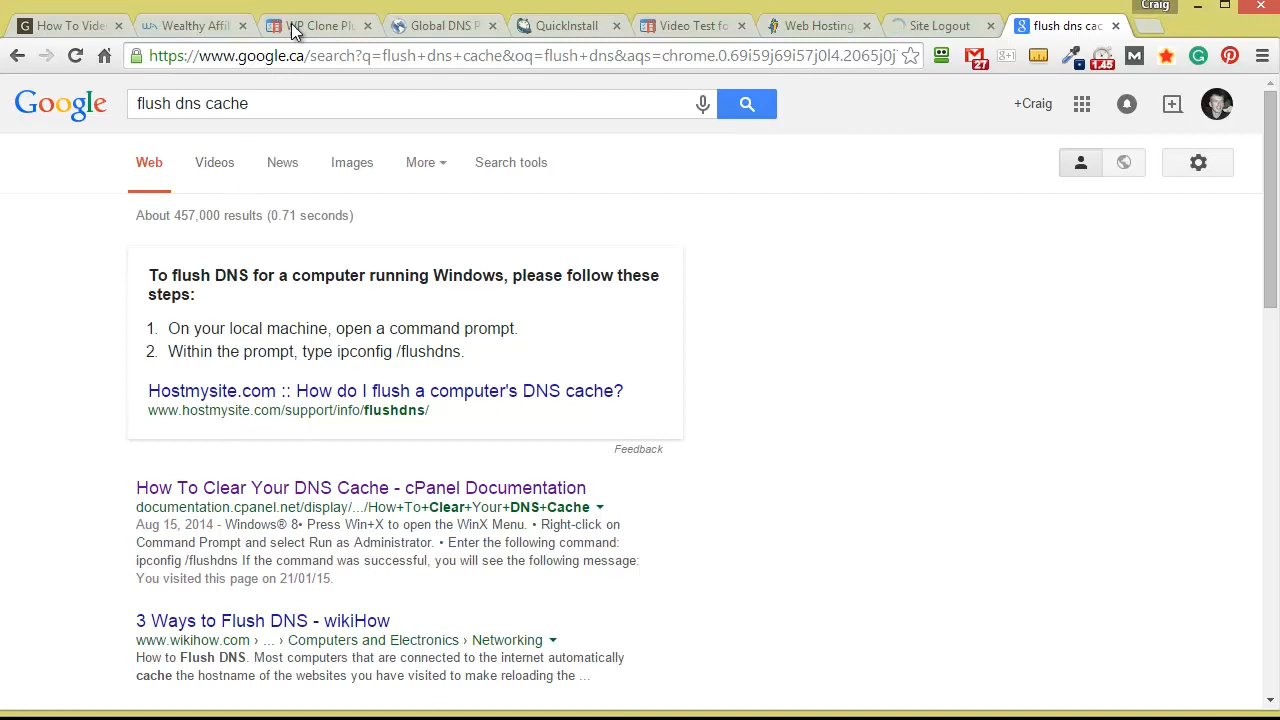 Craig
How To Vide
Wealthy Affil
WP Clone Plu
Global DNS P
QuickInstall
Video Test fo
Web Hosting,
Site Logout
flush dns cac
https://www.google.ca/search?q=flush+dns+cache&oq=flush+dns&aqs=chrome.0.69i59j69i57j0l4.2065j0j
27
1.45
Google
flush dns cache
+Craig
Web
Videos
News
Images
More
Search tools
About 457,000 results (0.71 seconds)
To flush DNS for a computer running Windows, please follow these
steps:
1. On your local machine, open a command prompt.
2. Within the prompt, type ipconfig /flushdns.
Hostmysite.com :: How do I flush a computer's DNS cache?
www.hostmysite.com/support/info/flushdns/
Feedback
How To Clear Your DNS Cache - cPanel Documentation
documentation.cpanel.net/display/.../How+To+Clear+Your+DNS+Cache
Aug 15, 2014 - Windows® 8• Press Win+X to open the WinX Menu. • Right-click on
Command Prompt and select Run as Administrator. • Enter the following command:
ipconfig /flushdns If the command was successful, you will see the following message:
You visited this page on 21/01/15.
3 Ways to Flush DNS - wikiHow
www.wikihow.com › ... › Computers and Electronics › Networking
How to Flush DNS. Most computers that are connected to the internet automatically
cache the hostname of the websites you have visited to make reloading the ...